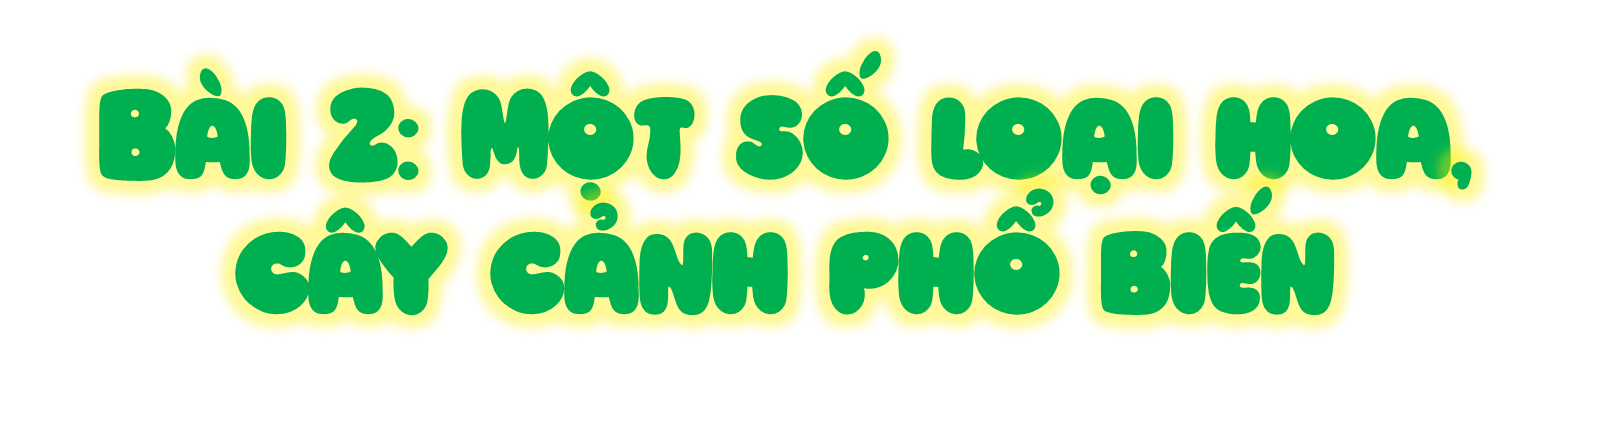 BÀI 2: MỘT SỐ LOẠI HOA,
CÂY CẢNH PHỔ BIẾN